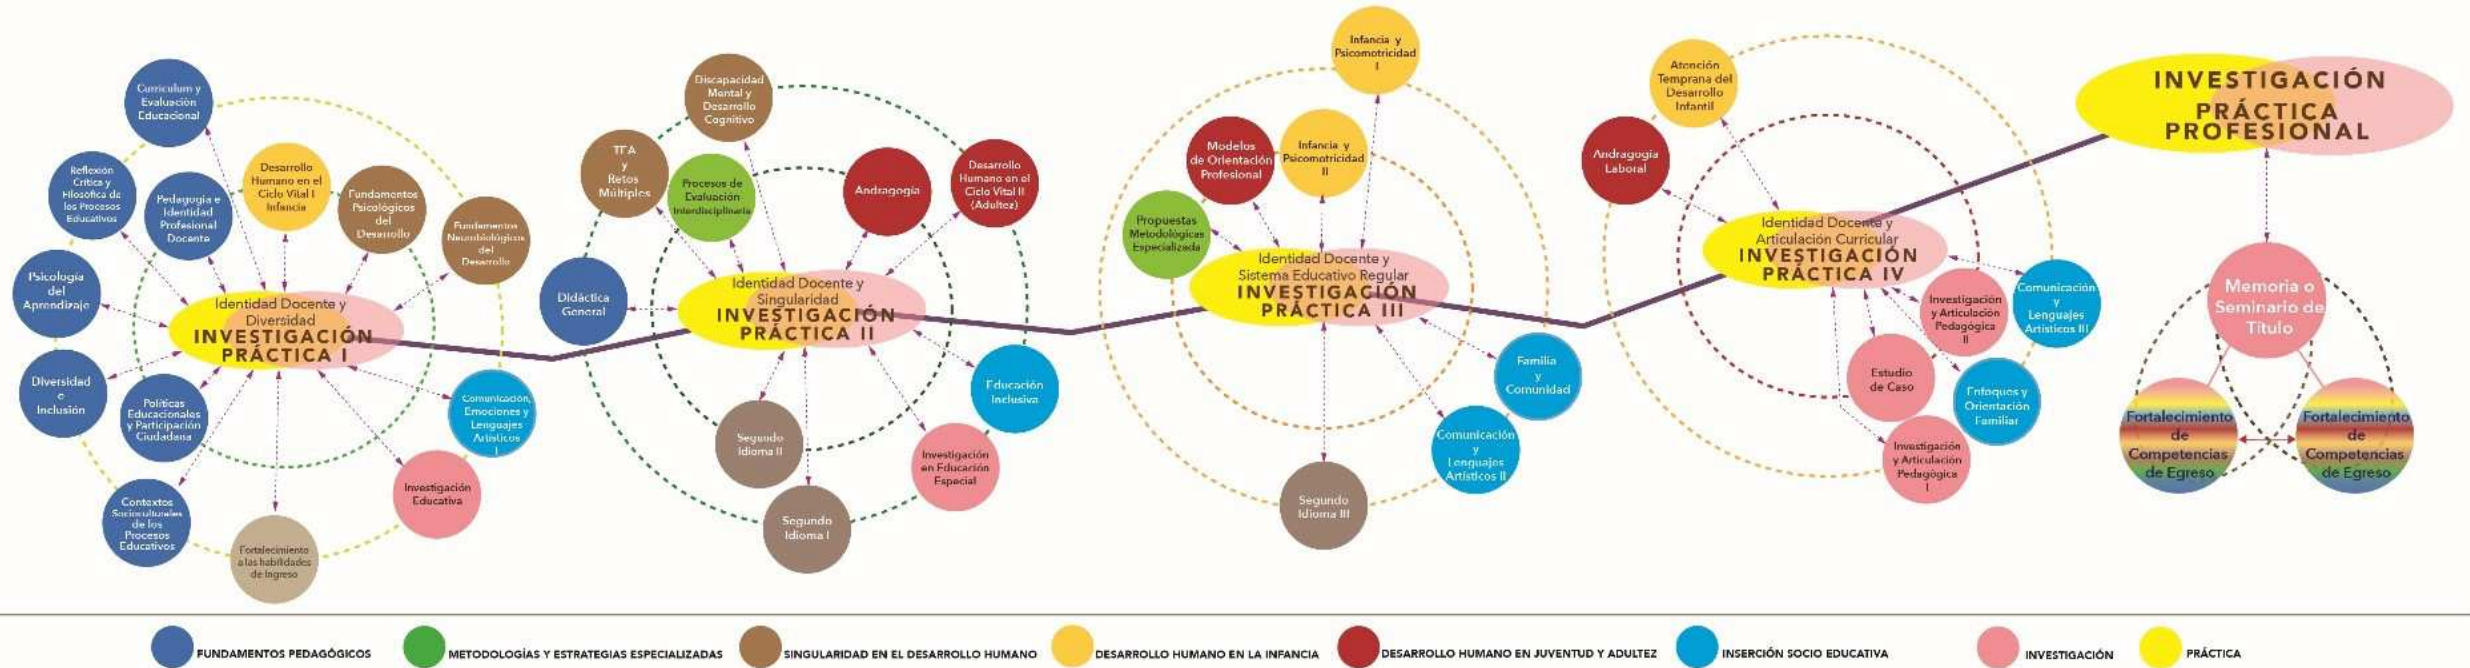 Curriculum y
Evaluación
Educacional
Reflexión
Crítica y
Filosófica de
los Procesos
Educativos
Pedagogía e
Identidad
Profesional
Docente
Desarrollo
Humano en el
Ciclo Vital I
Infancia
Fundamentos
Psicológicos
del
Desarrollo
Fundamentos
Neurobiológicos
del
Desarrollo
Psicología
del
Aprendizaje
Identidad Docente y
Diversidad
INVESTIGACIÓN
PRÁCTICA I
Diversidad
e
Inclusión
Políticas
Educacionales
y Participación
Ciudadana
Comunicación,
Emociones y
Lenguajes
Artísticos
I
Contextos
Socioculturales
de los
Procesos
Educativos
Fortalecimiento
a las habilidades
de Ingreso
Investigación
Educativa
Discapacidad
Mental y
Desarrollo
Cognitivo
TEA
y
Retos
Múltiples
Procesos de
Evaluación
Interdisciplinaria
Andragogía
Desarrollo
Humano en el
Ciclo Vital II
(Adultez)
Didáctica
General
Identidad Docente y
Singularidad
INVESTIGACIÓN
PRÁCTICA II
Educación
Inclusiva
Segundo
Idioma II
Investigación
en Educación
Especial
Segundo
Idioma I
Infancia y
Psicomotricidad
I
Modelos
de Orientación
Profesional
Infancia y
Psicomotricidad
II
Propuestas
Metodológicas
Especializada
Identidad Docente y
Sistema Educativo Regular
INVESTIGACIÓN
PRÁCTICA III
Familia
y
Comunidad
Comunicación
y
Lenguajes
Artísticos II
Segundo
Idioma III
Atención
Temprana del
Desarrollo
Infantil
Andragogía
Laboral
Identidad Docente y
Articulación Curricular
INVESTIGACIÓN
PRÁCTICA IV
Investigación
y Articulación
Pedagógica
II
Comunicación
y
Lenguajes
Artísticos III
Estudio
de Caso
Enfoques y
Orientación
Familiar
Investigación
y Articulación
Pedagógica
I
INVESTIGACIÓN
PRÁCTICA
PROFESIONAL
Memoria o
Seminario de
Título
Fortalecimiento
de
Competencias
de Egreso
Fortalecimiento
de
Competencias
de Egreso
FUNDAMENTOS PEDAGÓGICOS
METODOLOGÍAS Y ESTRATEGIAS ESPECIALIZADAS
SINGULARIDAD EN EL DESARROLLO HUMANO
DESARROLLO HUMANO EN LA INFANCIA
DESARROLLO HUMANO EN JUVENTUD Y ADULTEZ
INSERCIÓN SOCIO EDUCATIVA
INVESTIGACIÓN
PRÁCTICA